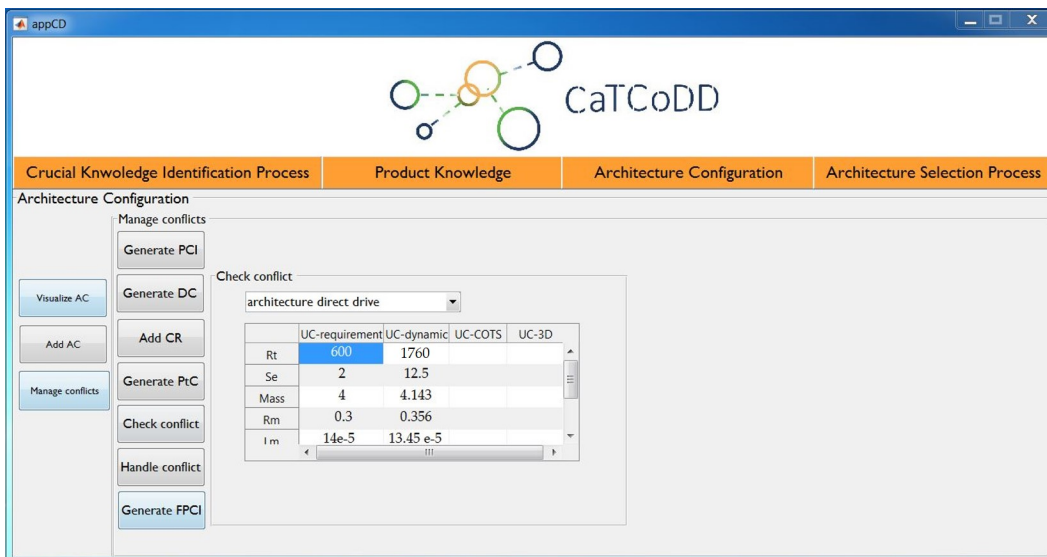 appCD
CaTCoDD
Crucial Knwoledge Identification Process Product Knowledge Architecture Configuration Architecture Selection Process
Architecture Configuration
Manage conflicts
Generate PCI
Check conflict
Visualize AC Generate DC architecture direct drive
UC-requirement UC-dynamic UC-COTS UC-3D
Add AC Add CR Rt 600 1760
Se 2 12.5
Manage conflicts Generate PtC Mass 4 4.143
Check conflict Rm 0.3 0.356
Lm 14e-5 13.45 e-5
Handle conflict
Generate FPCI